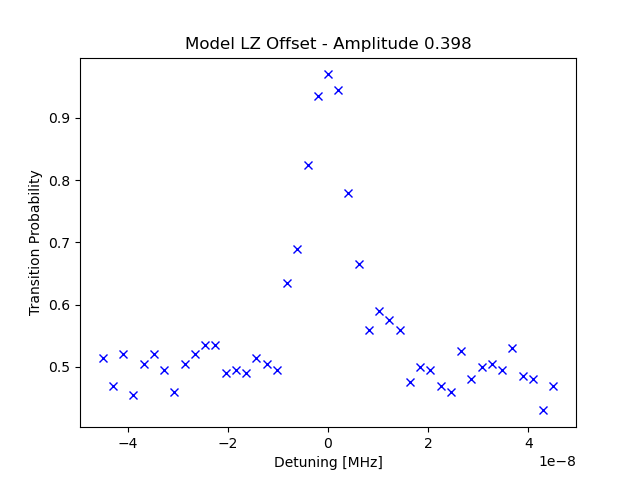 Model LZ Offset - Amplitude 0.398
Transition Probability
0.9
0.8
0.7
0.6
0.5
−4
−2
0
2
4
1e−8
Detuning [MHz]